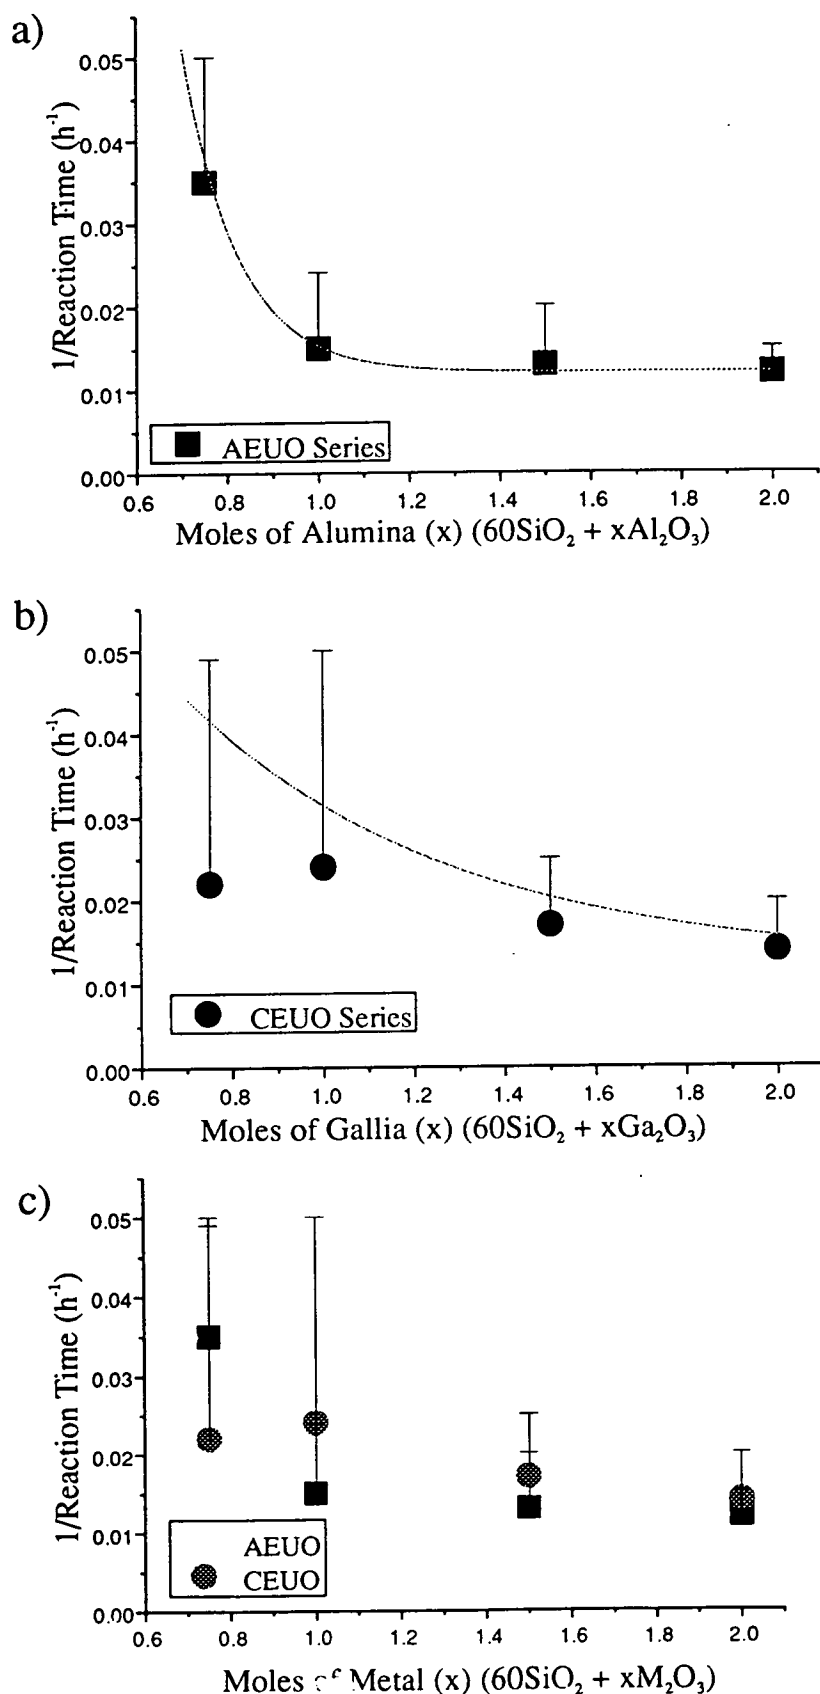 a)
1/Reaction Time (h⁻¹)
0.05
0.04
0.03
0.02
0.01
0.00
AEUO Series
0.6 0.8 1.0 1.2 1.4 1.6 1.8 2.0
Moles of Alumina (x) (60SiO₂ + xAl₂O₃)
b)
1/Reaction Time (h⁻¹)
0.05
0.04
0.03
0.02
0.01
0.00
CEUO Series
0.6 0.8 1.0 1.2 1.4 1.6 1.8 2.0
Moles of Gallia (x) (60SiO₂ + xGa₂O₃)
c)
1/Reaction Time (h⁻¹)
0.05
0.04
0.03
0.02
0.01
0.00
AEUO
CEUO
0.6 0.8 1.0 1.2 1.4 1.6 1.8 2.0
Moles of Metal (x) (60SiO₂ + xM₂O₃)